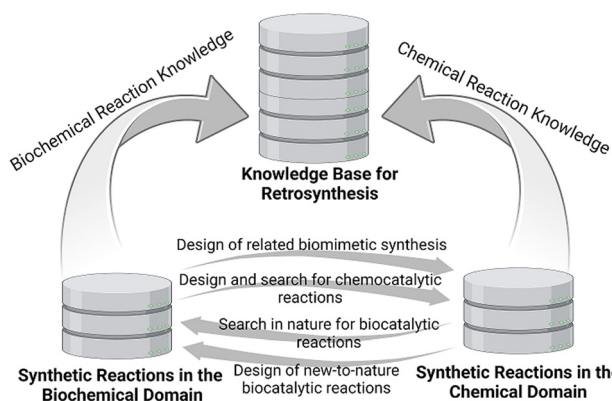 Biochemical Reaction Knowledge
Chemical Reaction Knowledge
Knowledge Base for
Retrosynthesis
Design of related biomimetic synthesis
Design and search for chemocatalytic
reactions
Search in nature for biocatalytic
reactions
Design of new-to-nature
biocatalytic reactions
Synthetic Reactions in the
Biochemical Domain
Synthetic Reactions in the
Chemical Domain